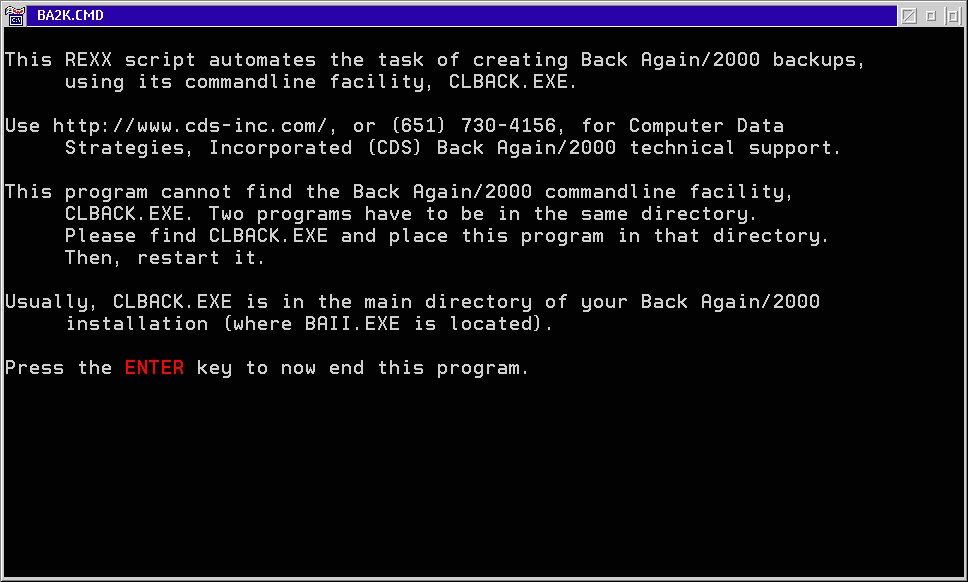 BA2K.CMD
This REXX script automates the task of creating Back Again/2000 backups,
using its commandline facility, CLBACK.EXE.
Use http://www.cds-inc.com/, or (651) 730-4156, for Computer Data
Strategies, Incorporated (CDS) Back Again/2000 technical support.
This program cannot find the Back Again/2000 commandline facility,
CLBACK.EXE. Two programs have to be in the same directory.
Please find CLBACK.EXE and place this program in that directory.
Then, restart it.
Usually, CLBACK.EXE is in the main directory of your Back Again/2000
installation (where BAII.EXE is located).
Press the ENTER key to now end this program.